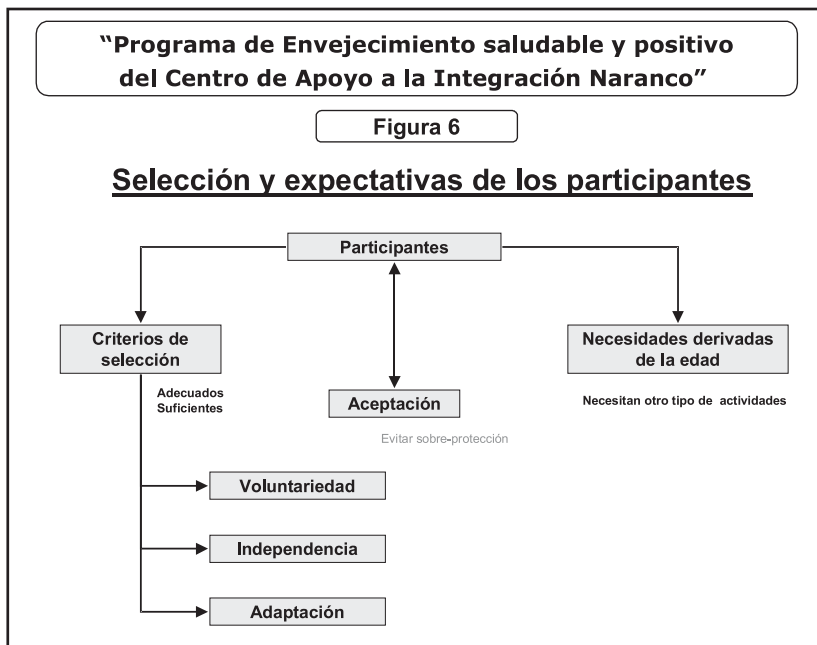 “Programa de Envejecimiento saludable y positivo
del Centro de Apoyo a la Integración Naranco”
Figura 6
Selección y expectativas de los participantes
Participantes
Criterios de
selección
Necesidades derivadas
de la edad
Adecuados
Suficientes
Aceptación
Necesitan otro tipo de actividades
Evitar sobre-protección
Voluntariedad
Independencia
Adaptación